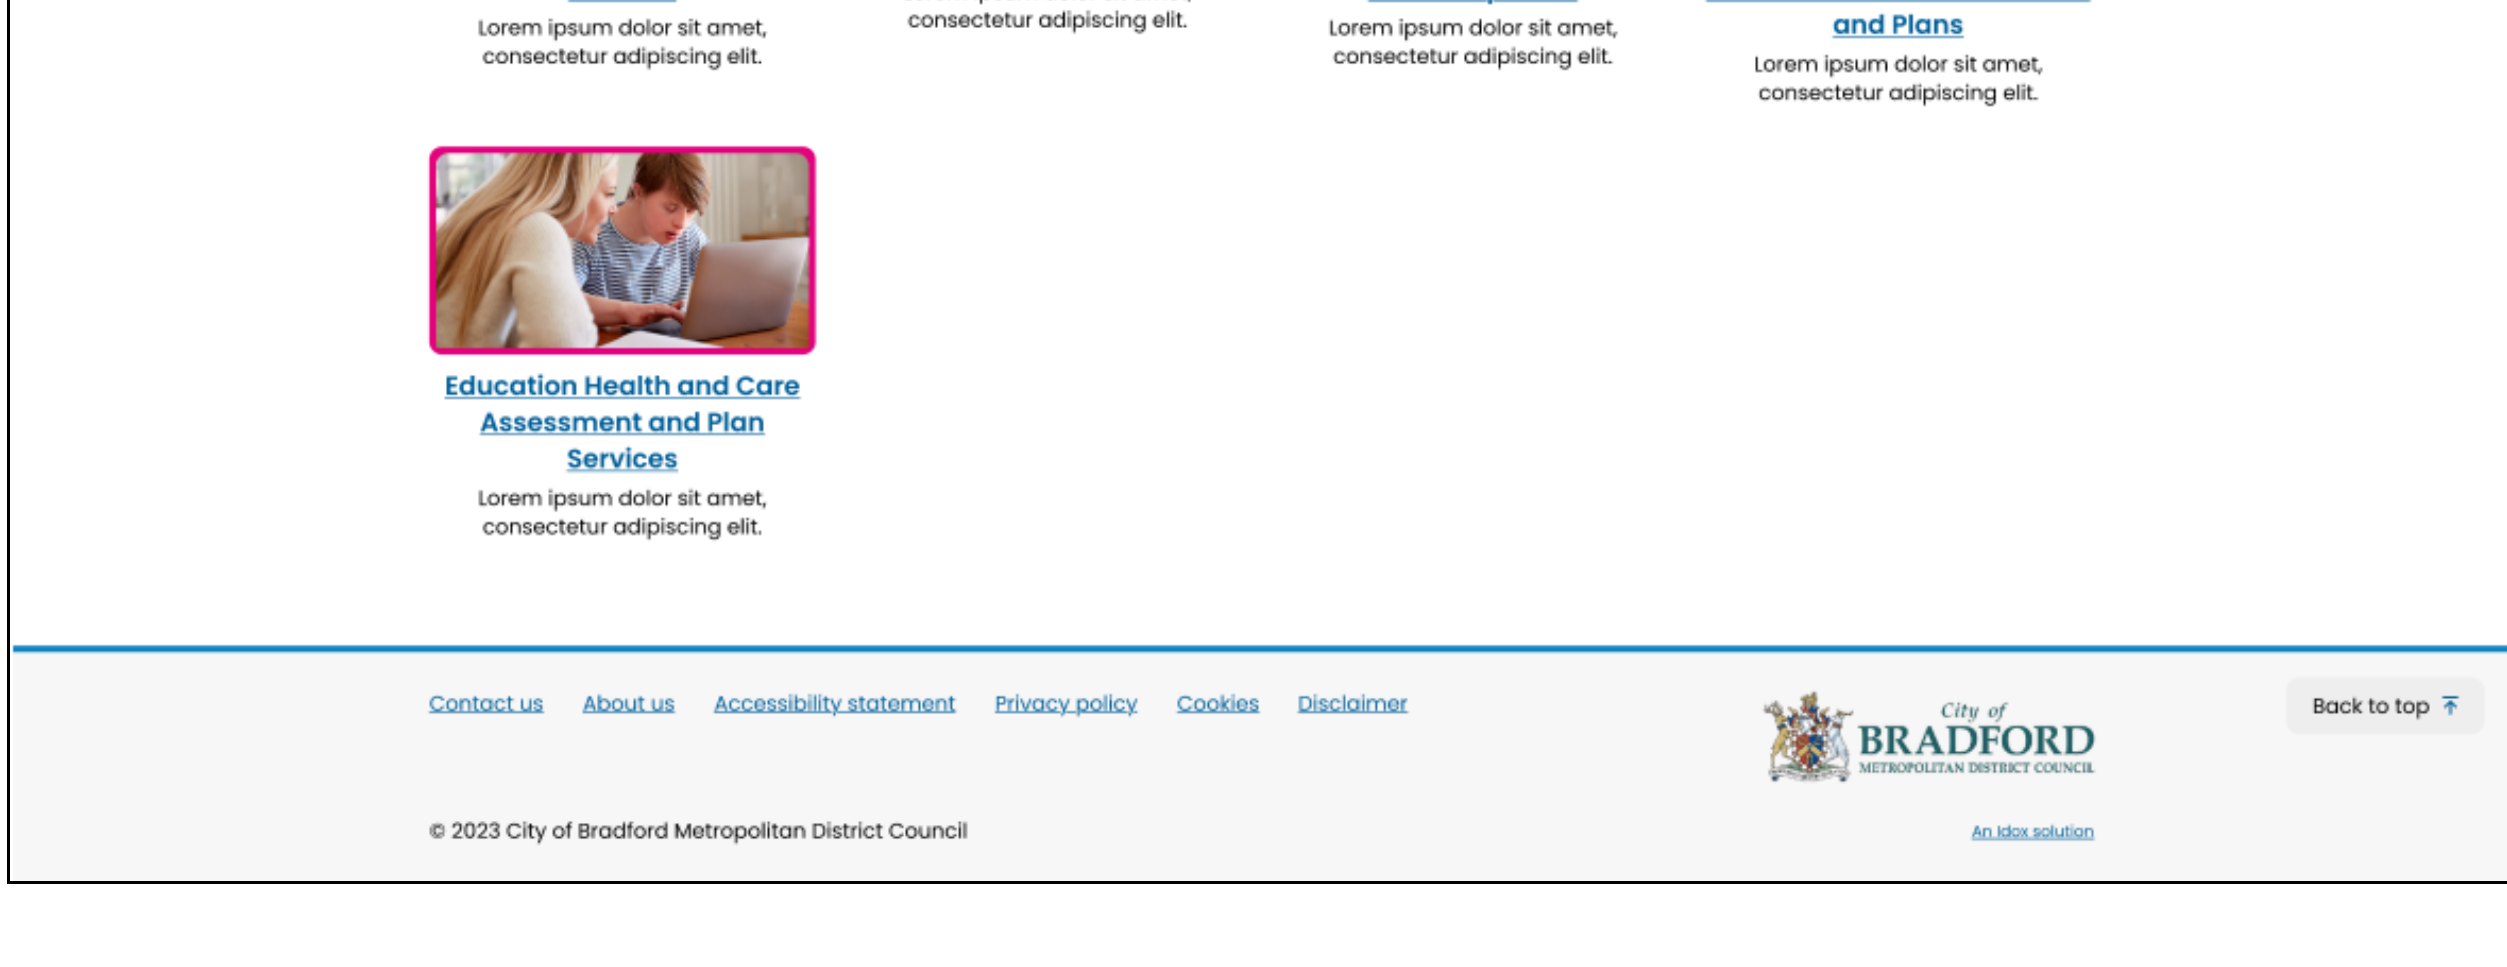 Lorem ipsum dolor sit amet,
consectetur adipiscing elit.
consectetur adipiscing elit.
Lorem ipsum dolor sit amet,
consectetur adipiscing elit.
and Plans
Lorem ipsum dolor sit amet,
consectetur adipiscing elit.
Education Health and Care
Assessment and Plan
Services
Lorem ipsum dolor sit amet,
consectetur adipiscing elit.
Contact us
About us
Accessibility statement
Privacy policy
Cookies
Disclaimer
City of
BRADFORD
METROPOLITAN DISTRICT COUNCIL
Back to top
© 2023 City of Bradford Metropolitan District Council
An Idox solution